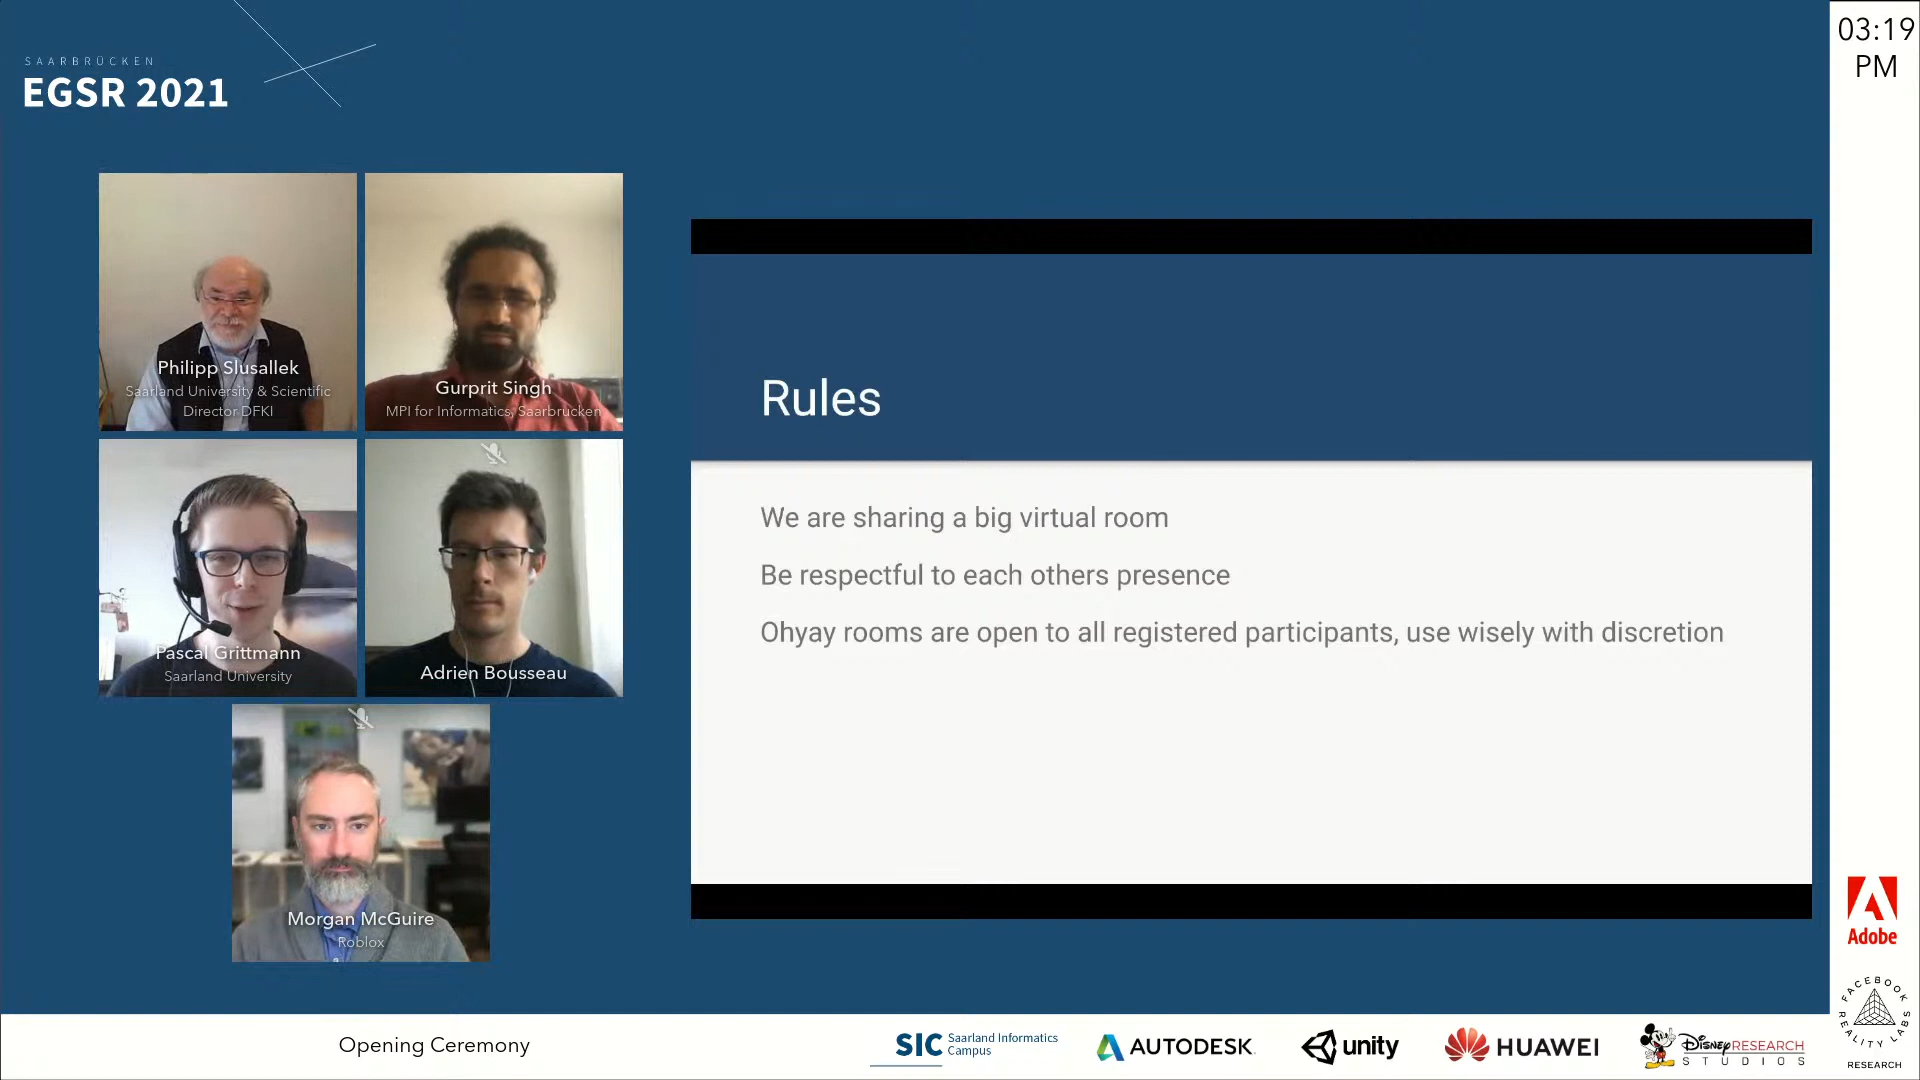 SAARBRÜCKEN
EGSR 2021
03:19
PM
Philipp Slusallek
Saarland University & Scientific
Director DFKI
Gurprit Singh
MPI for Informatics, Saarbrucken
Pascal Grittmann
Saarland University
Adrien Bousseau
Morgan McGuire
Roblox
Rules
We are sharing a big virtual room
Be respectful to each others presence
Ohyay rooms are open to all registered participants, use wisely with discretion
Adobe
FACEBOOK
REALITY LABS
RESEARCH
Opening Ceremony
SIC Saarland Informatics
Campus
AUTODESK.
unity
HUAWEI
Disney RESEARCH
STUDIOS